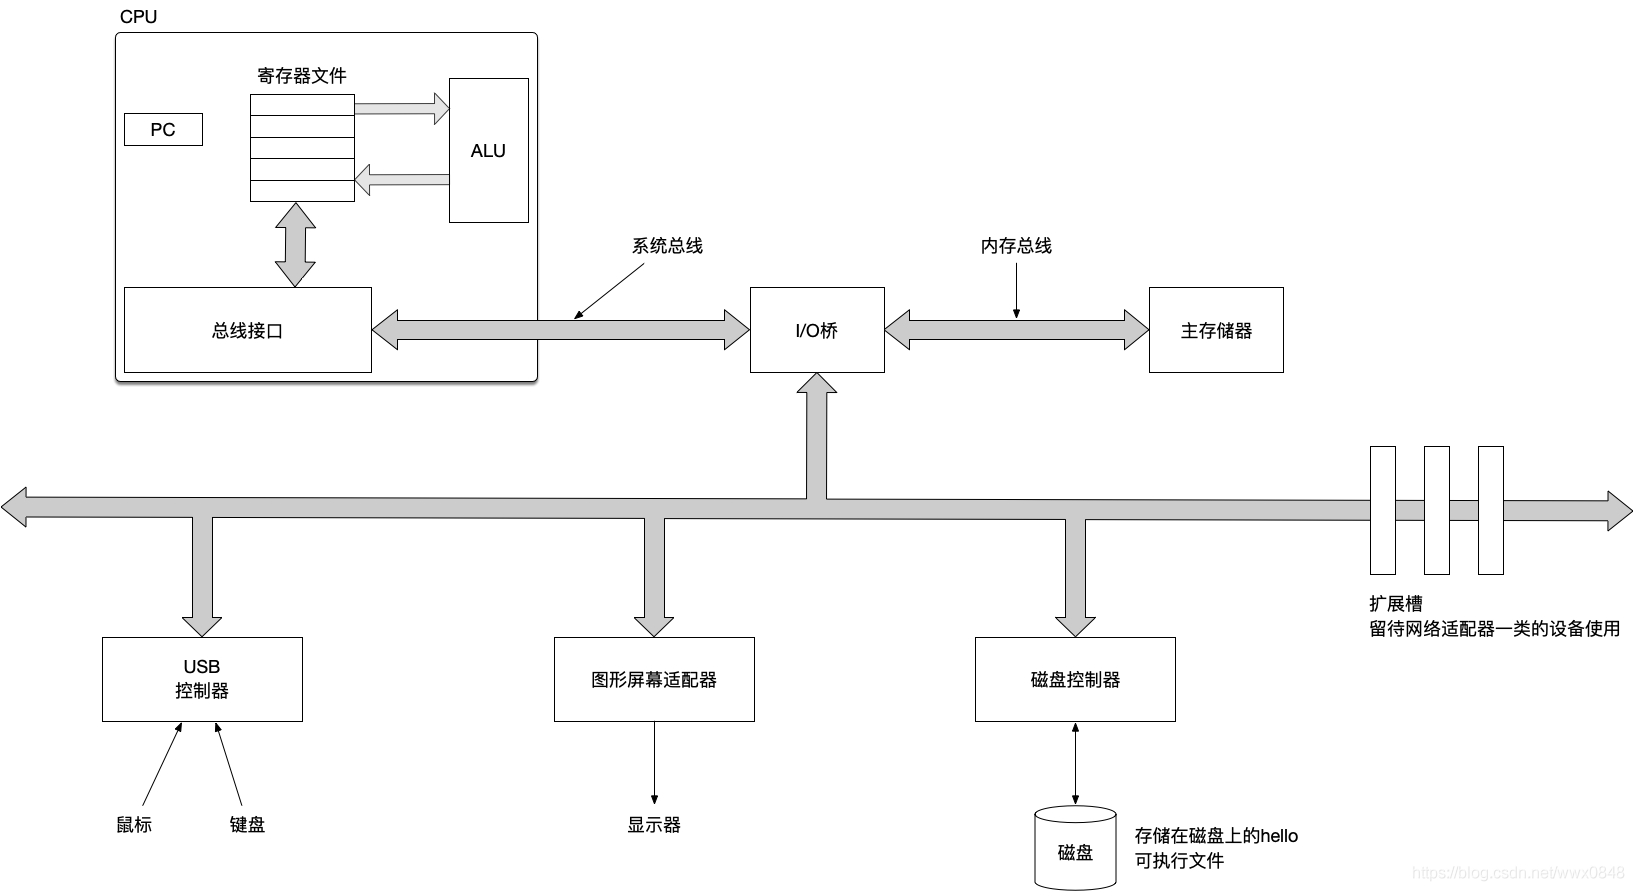 CPU
寄存器文件
PC
ALU
系统总线
内存总线
总线接口
I/O桥
主存储器
扩展槽
留待网络适配器一类的设备使用
USB
控制器
图形屏幕适配器
磁盘控制器
鼠标
键盘
显示器
磁盘
存储在磁盘上的hello
可执行文件
https://blog.csdn.net/wwx0848